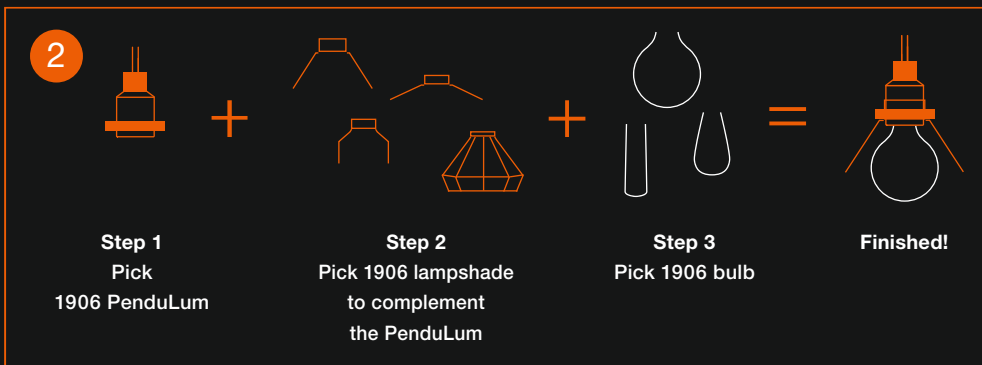 2
+
+
=
Step 1
Pick
1906 PenduLum
Step 2
Pick 1906 lampshade
to complement
the PenduLum
Step 3
Pick 1906 bulb
Finished!